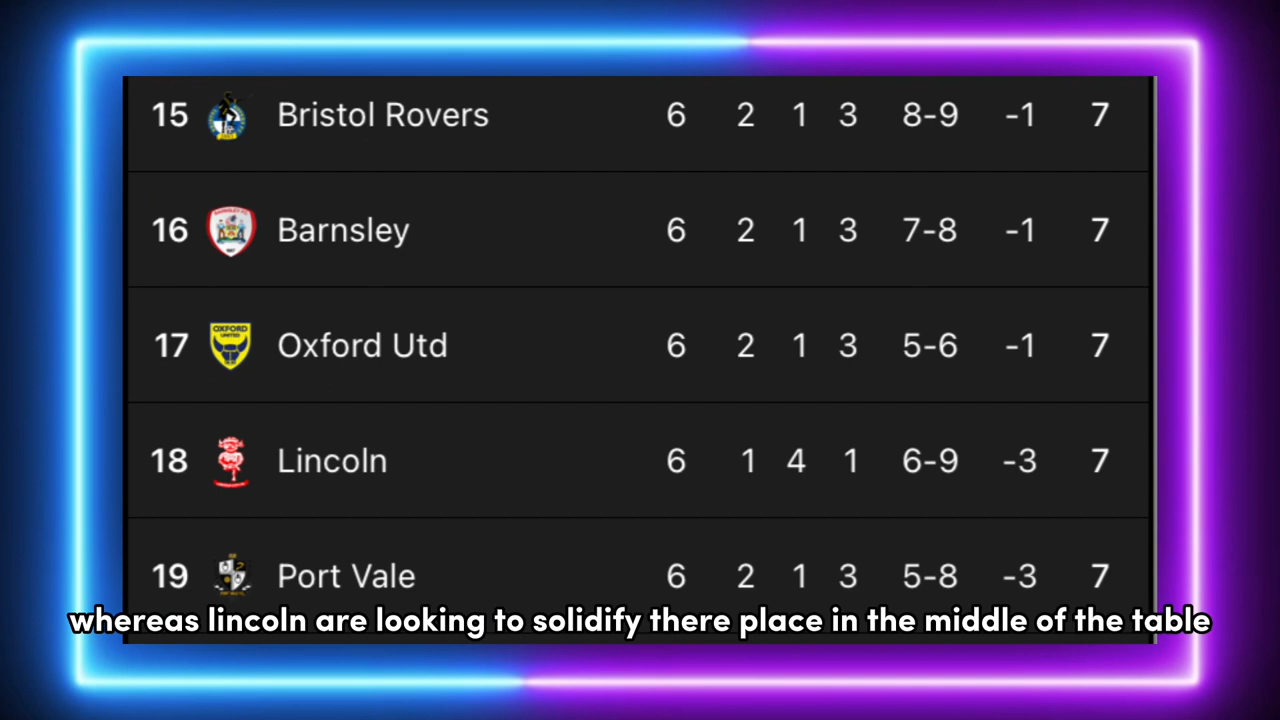 15 Bristol Rovers 6 2 1 3 8-9 -1 7
16 Barnsley 6 2 1 3 7-8 -1 7
OXFORD
UNITED
17 Oxford Utd 6 2 1 3 5-6 -1 7
18 Lincoln 6 1 4 1 6-9 -3 7
19 Port Vale 6 2 1 3 5-8 -3 7
whereas lincoln are looking to solidify there place in the middle of the table